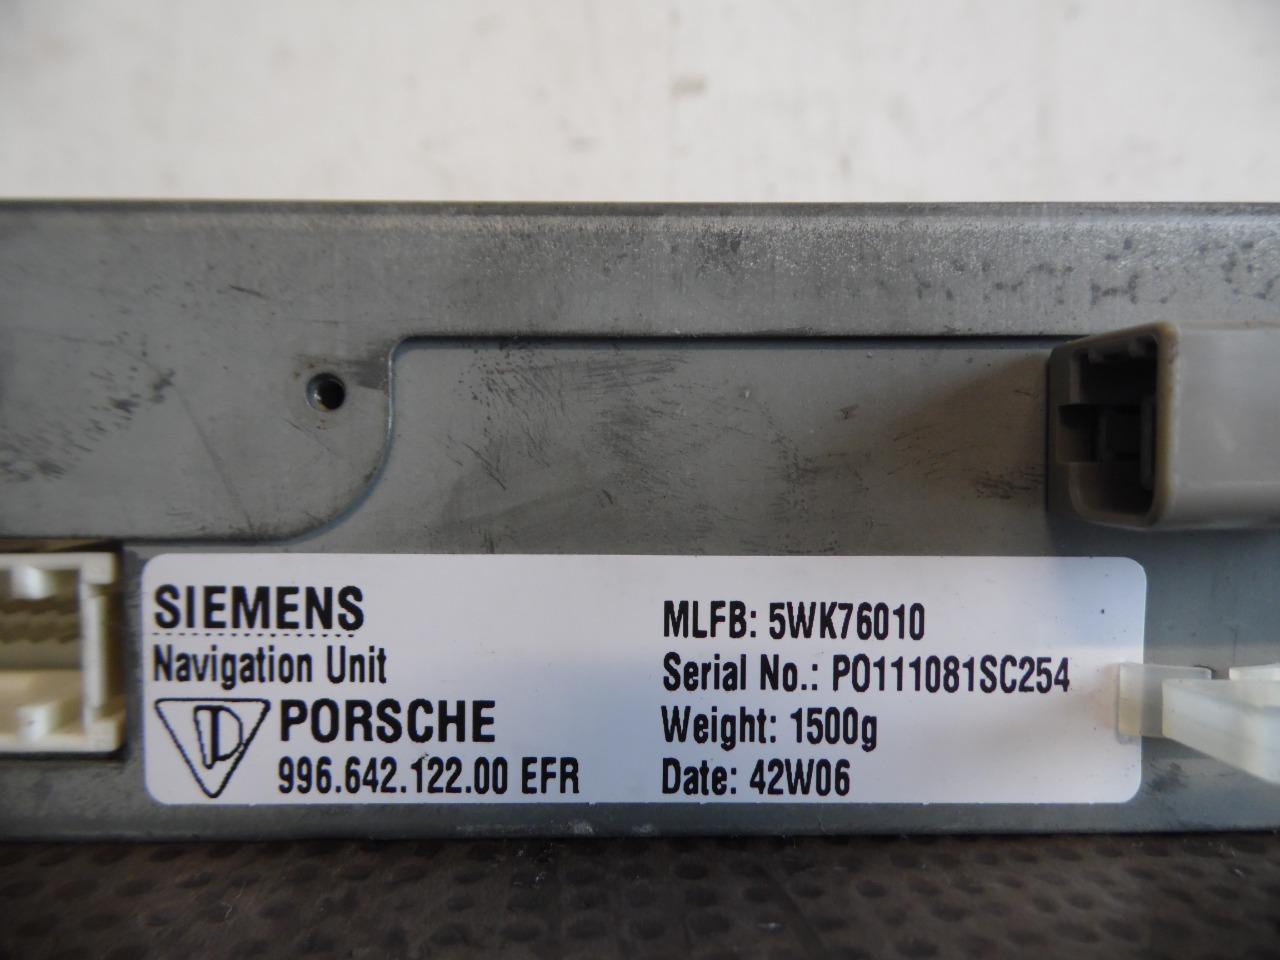 SIEMENS
Navigation Unit
PORSCHE
996.642.122.00 EFR
MLFB: 5WK76010
Serial No.: PO111081SC254
Weight: 1500g
Date: 42W06